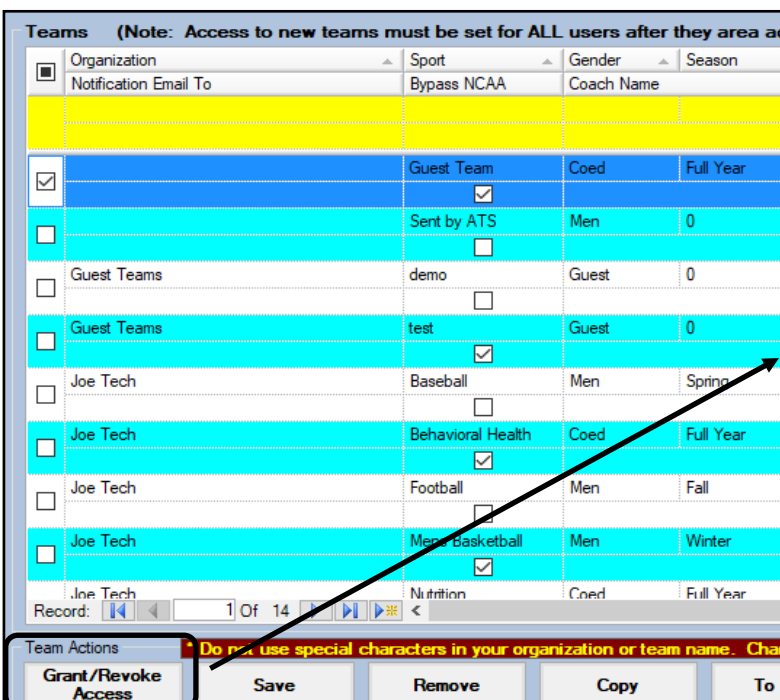 Teams (Note: Access to new teams must be set for ALL users after they area
Organization Sport Gender Season
Notification Email To Bypass NCAA Coach Name
Guest Team Coed Full Year
Sent by ATS Men 0
Guest Teams demo Guest 0
Guest Teams test Guest 0
Joe Tech Baseball Men Spring
Joe Tech Behavioral Health Coed Full Year
Joe Tech Football Men Fall
Joe Tech Mens Basketball Men Winter
Joe Tech Nutrition Coed Full Year
Record: 1 Of 14
Team Actions * Do not use special characters in your organization or team name.
Grant/Revoke Access Save Remove Copy To